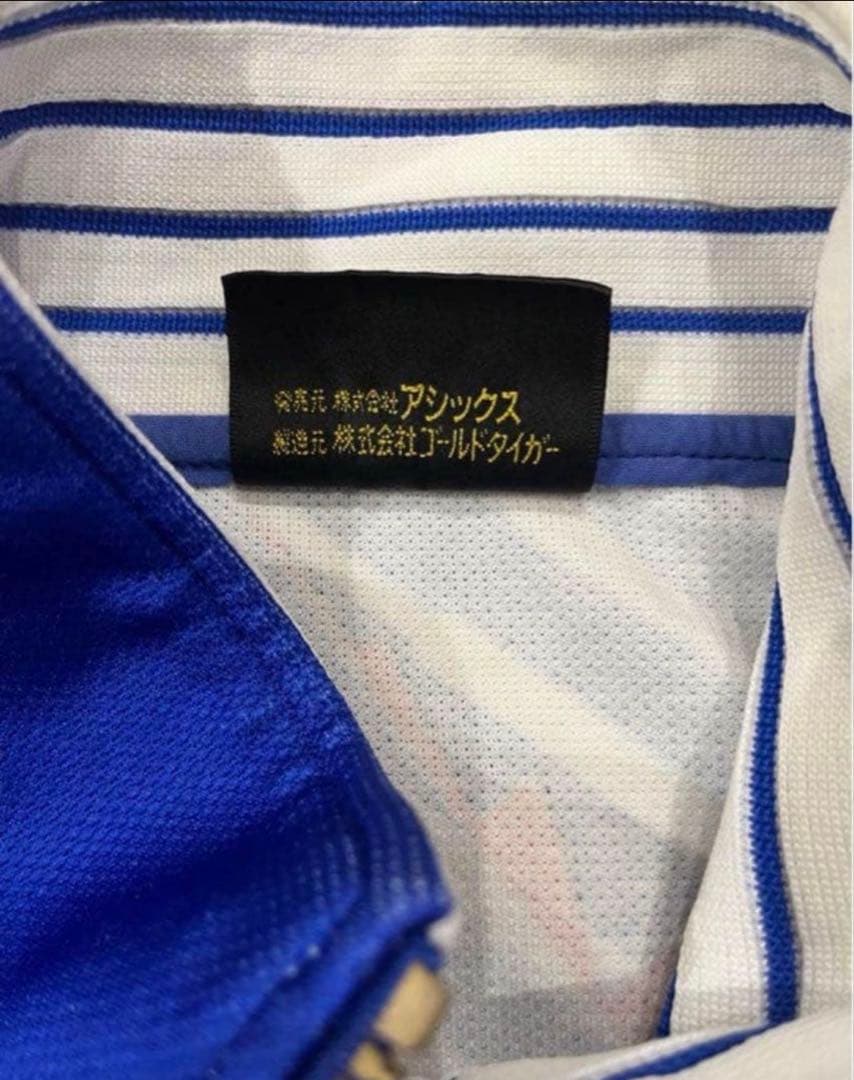 発売元 株式会社アシックス
製造元 株式会社ゴールドタイガー